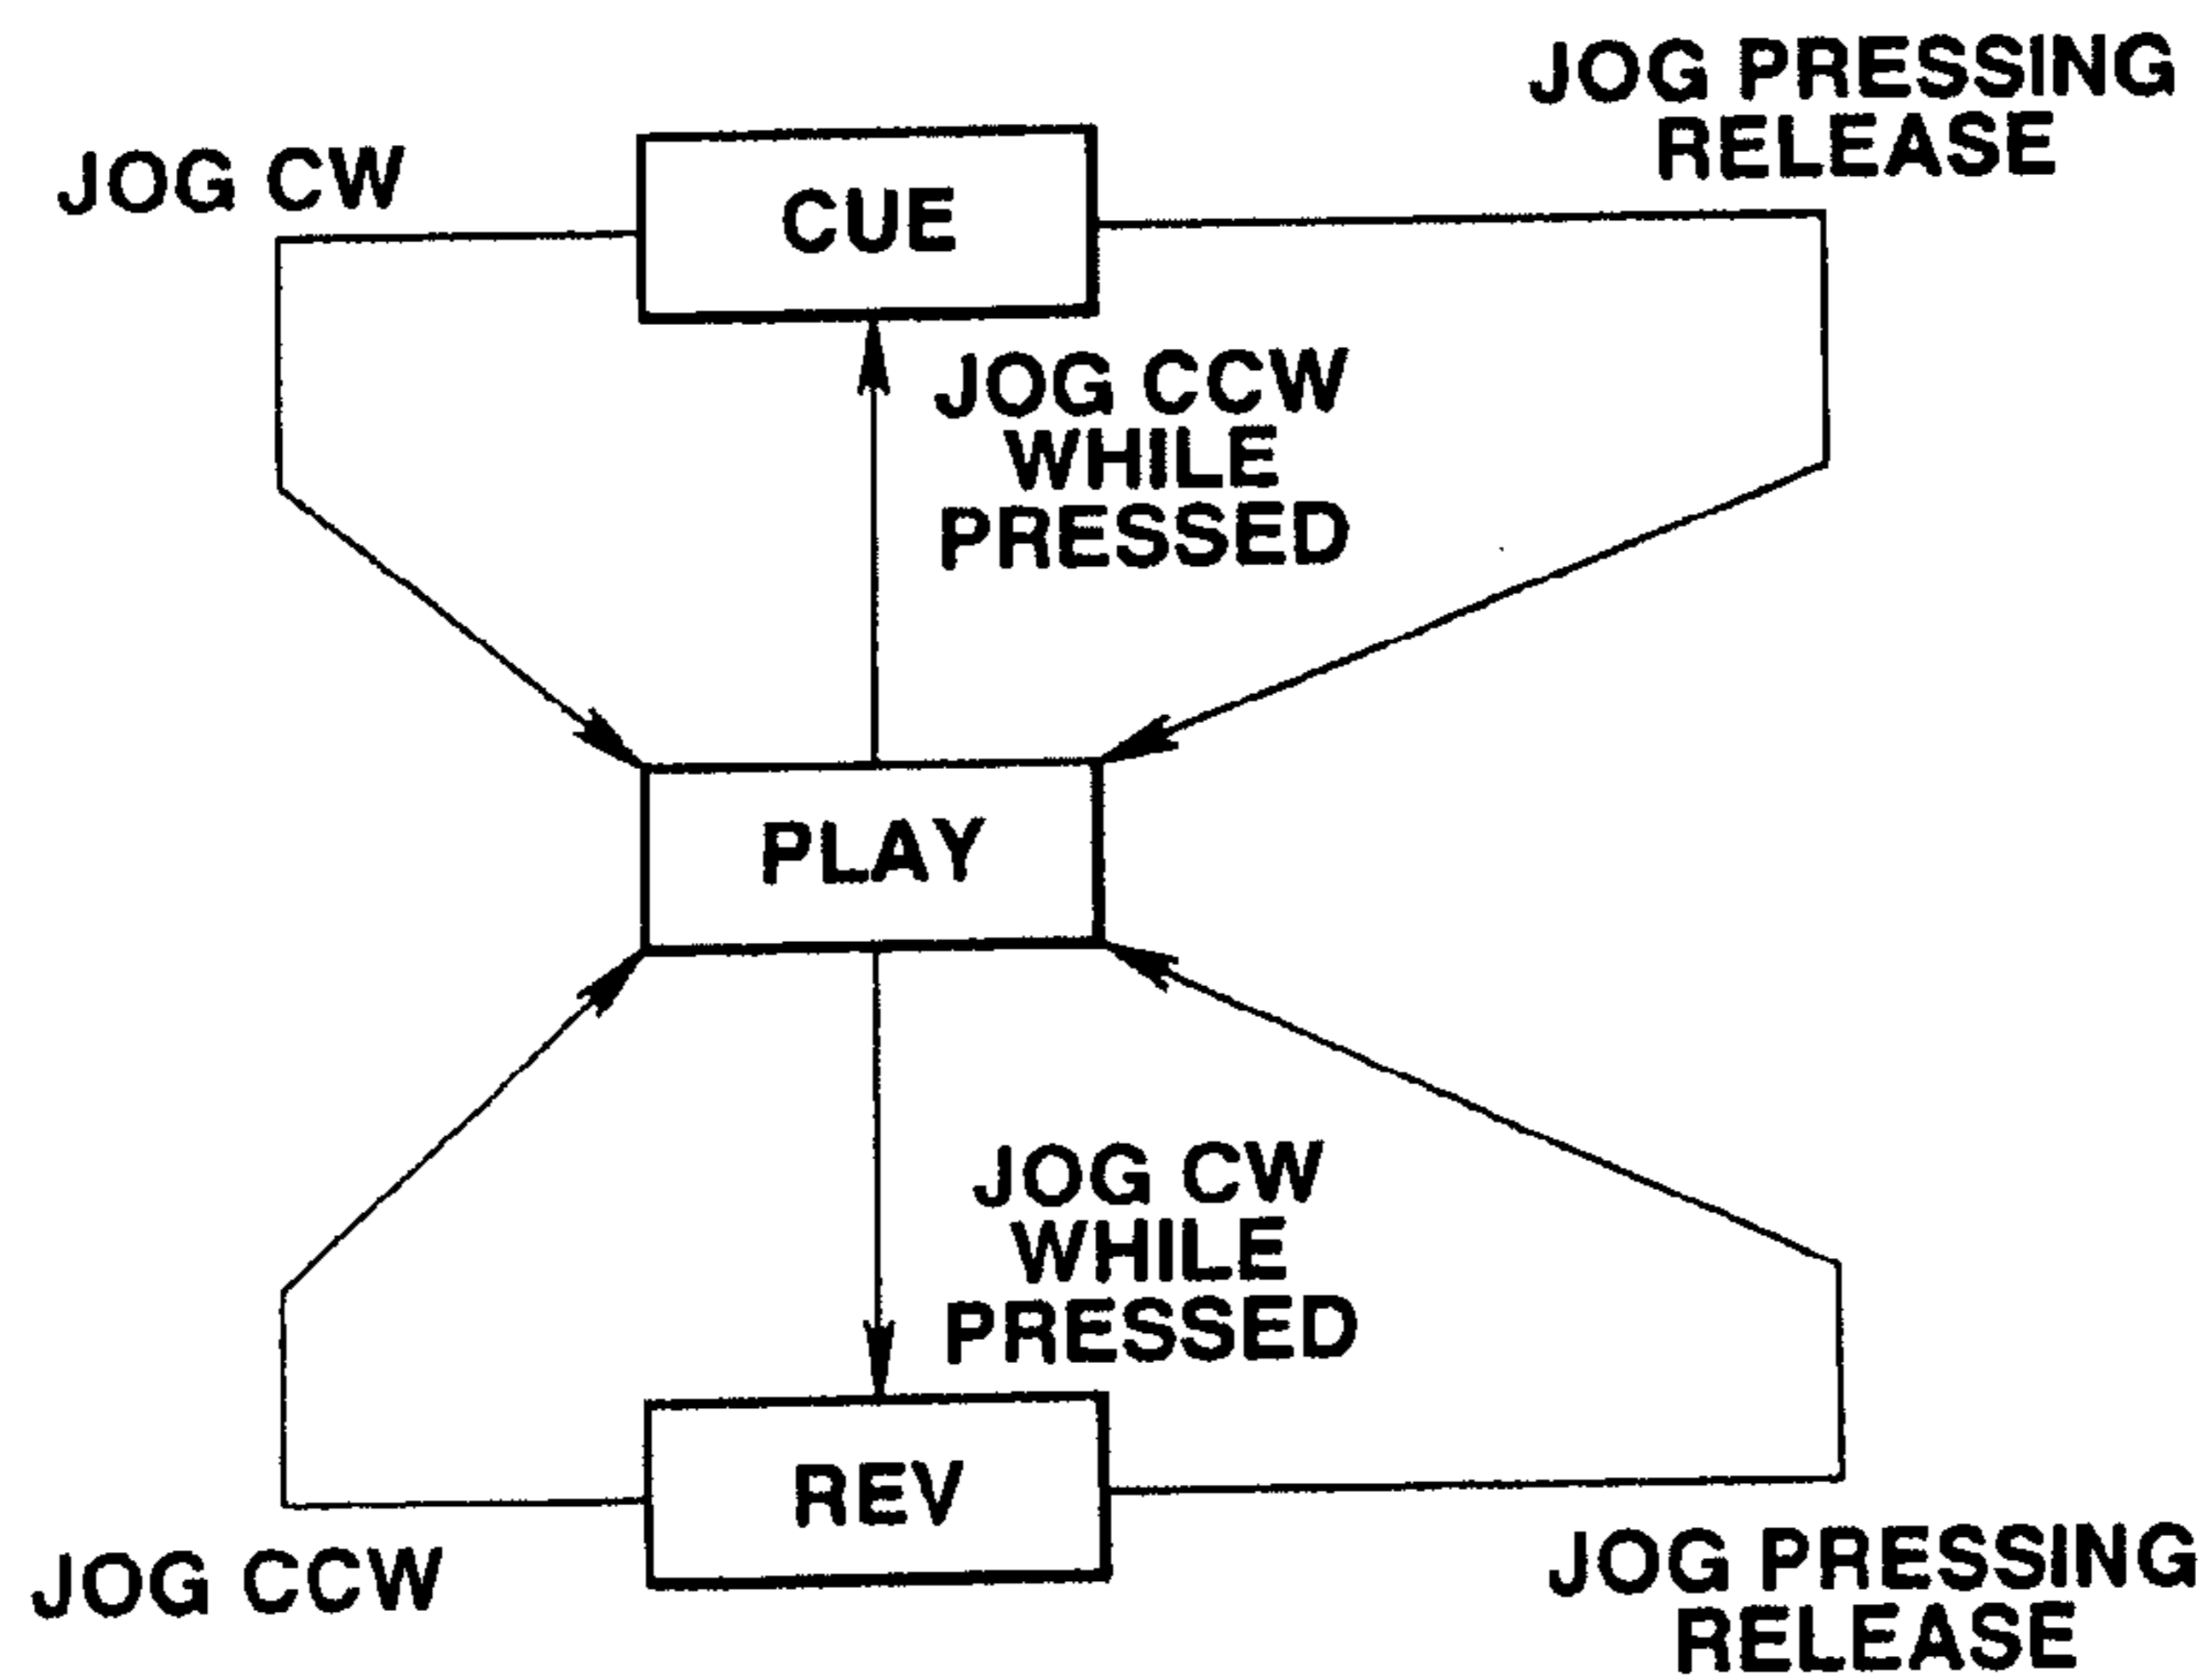 JOG PRESSING
RELEASE
JOG CW
CUE
JOG CCW
WHILE
PRESSED
PLAY
JOG CW
WHILE
PRESSED
REV
JOG CCW
JOG PRESSING
RELEASE